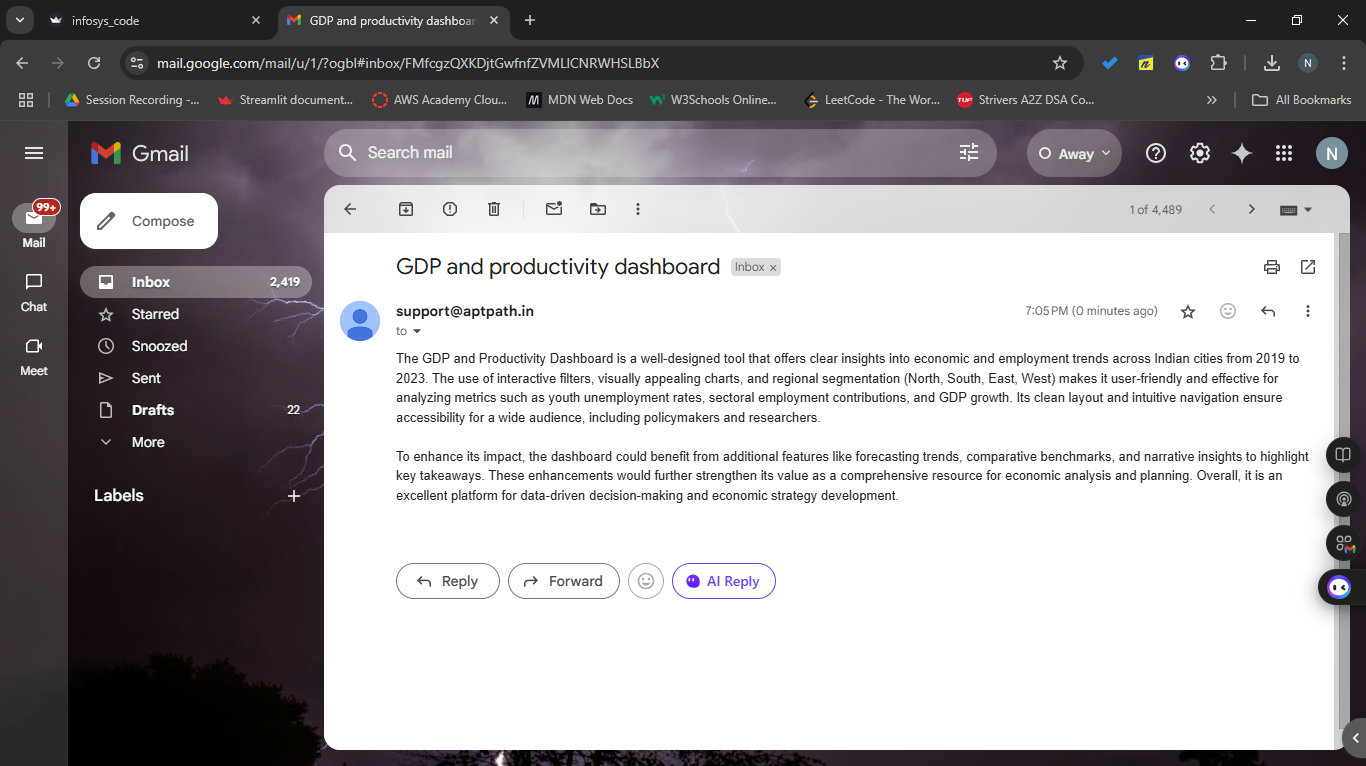 infosys_code
GDP and productivity dashboar
mail.google.com/mail/u/1/?ogbl#inbox/FMfcgzQXKDjtGwfnfZVMLlCNRWHSLBbX
N
Session Recording -...
Streamlit document...
AWS Academy Clou...
MDN Web Docs
W3Schools Online...
LeetCode - The Wor...
TUF
Strivers A2Z DSA Co...
All Bookmarks
Gmail
Search mail
Away
N
99+
Mail
Chat
Meet
Compose
Inbox 2,419
Starred
Snoozed
Sent
Drafts 22
More
Labels
1 of 4,489
GDP and productivity dashboard
Inbox x
support@aptpath.in
7:05 PM (0 minutes ago)
to
The GDP and Productivity Dashboard is a well-designed tool that offers clear insights into economic and employment trends across Indian cities from 2019 to
2023. The use of interactive filters, visually appealing charts, and regional segmentation (North, South, East, West) makes it user-friendly and effective for
analyzing metrics such as youth unemployment rates, sectoral employment contributions, and GDP growth. Its clean layout and intuitive navigation ensure
accessibility for a wide audience, including policymakers and researchers.
To enhance its impact, the dashboard could benefit from additional features like forecasting trends, comparative benchmarks, and narrative insights to highlight
key takeaways. These enhancements would further strengthen its value as a comprehensive resource for economic analysis and planning. Overall, it is an
excellent platform for data-driven decision-making and economic strategy development.
Reply
Forward
AI Reply